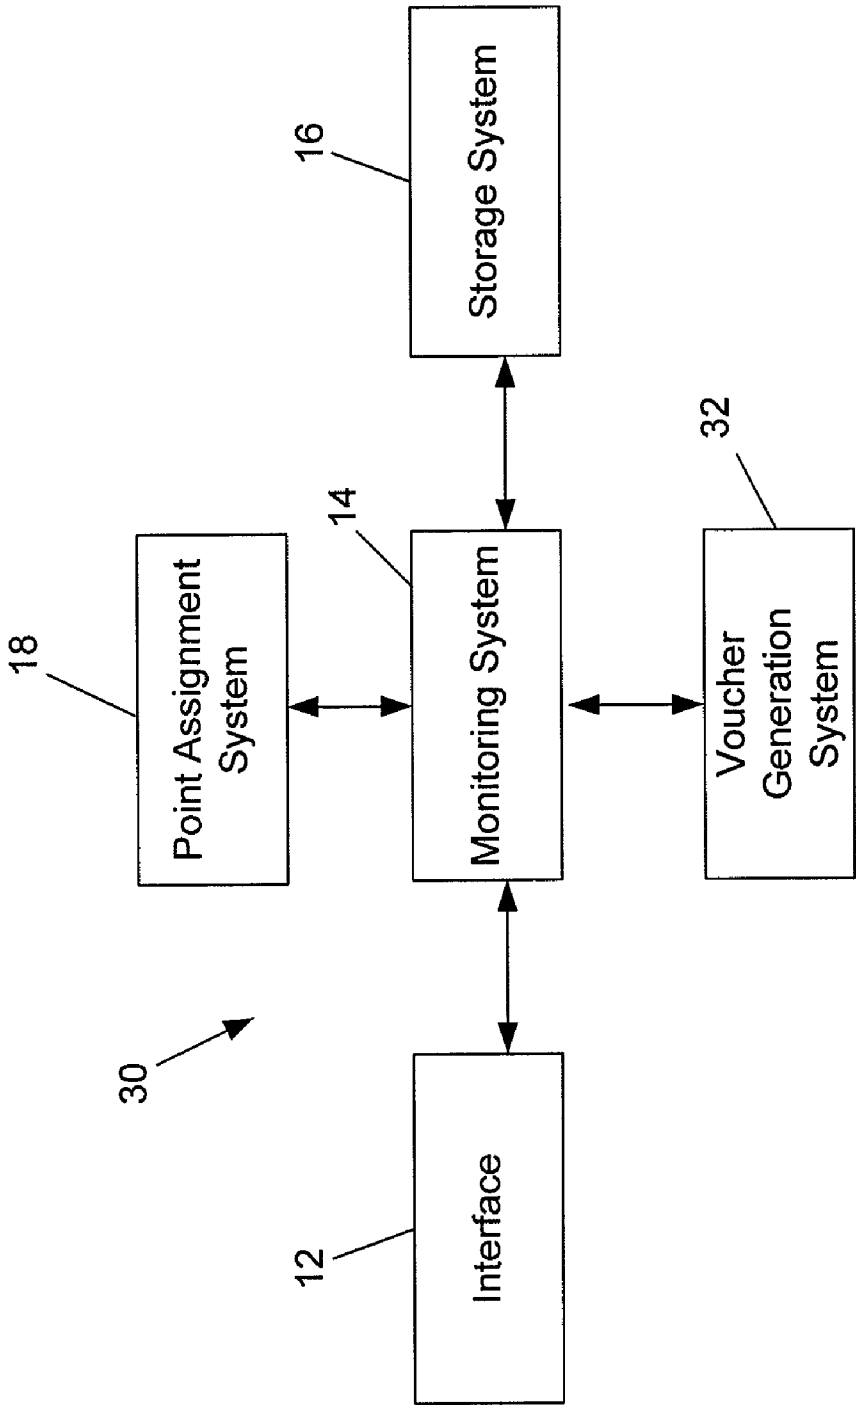 18
Point Assignment
System
30
14
16
12
Interface
Monitoring System
Storage System
32
Voucher
Generation
System